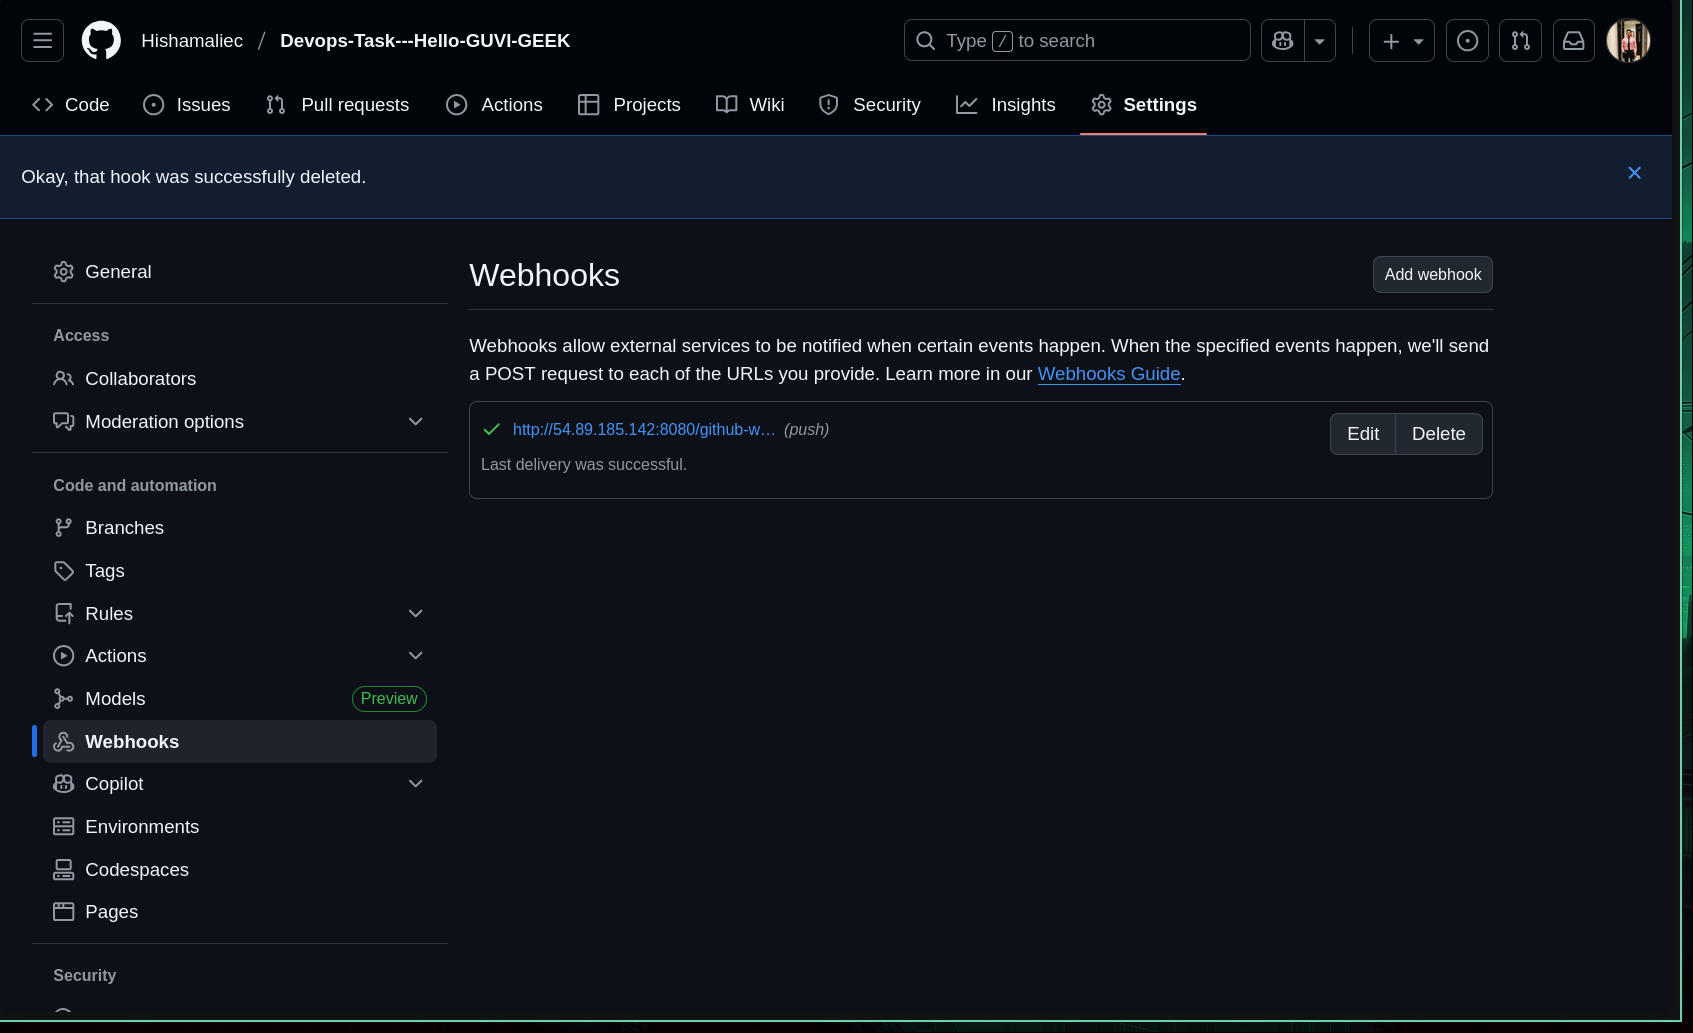 Hishamaliec / Devops-Task---Hello-GUVI-GEEK
Type / to search
Code Issues Pull requests Actions Projects Wiki Security Insights Settings
Okay, that hook was successfully deleted.
General
Access
Collaborators
Moderation options
Code and automation
Branches
Tags
Rules
Actions
Models Preview
Webhooks
Copilot
Environments
Codespaces
Pages
Security
Webhooks
Add webhook
Webhooks allow external services to be notified when certain events happen. When the specified events happen, we'll send
a POST request to each of the URLs you provide. Learn more in our Webhooks Guide.
http://54.89.185.142:8080/github-w… (push)
Edit Delete
Last delivery was successful.